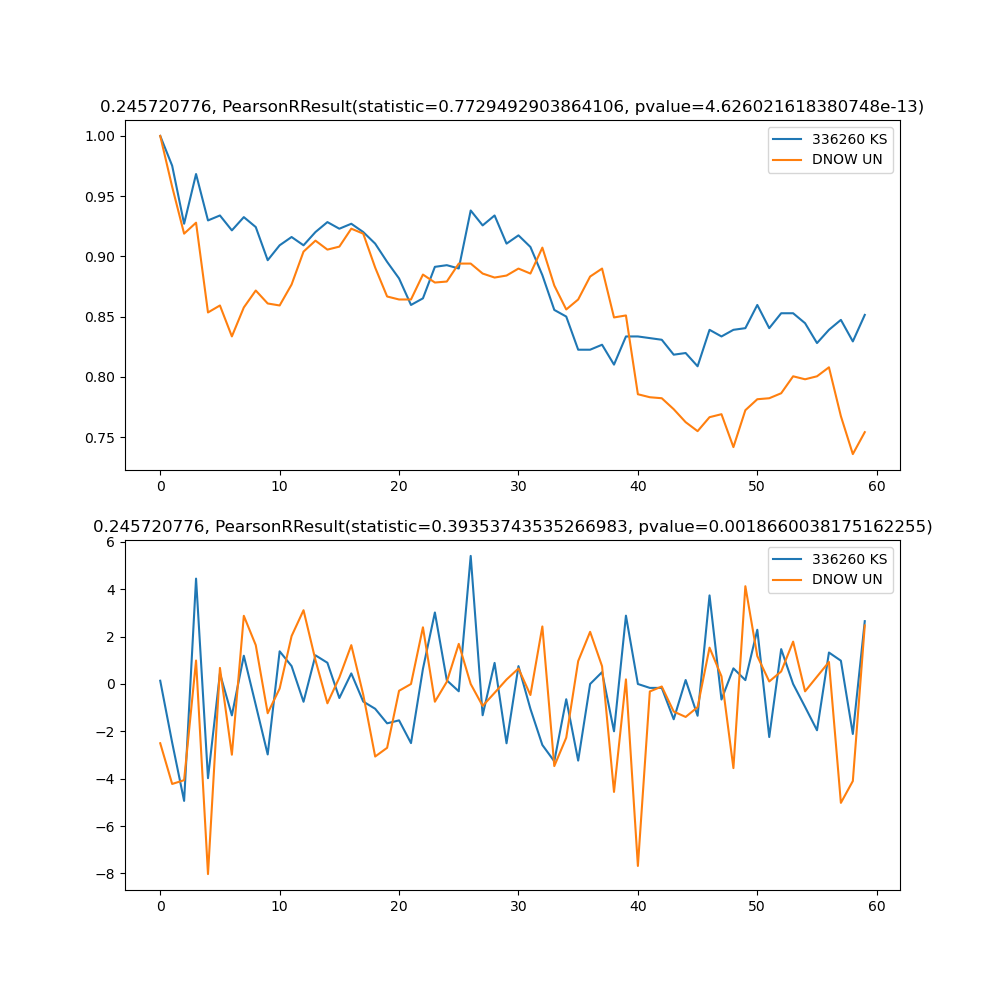 0.245720776, PearsonRResult(statistic=0.7729492903864106, pvalue=4.626021618380748e-13)
336260 KS
DNOW UN
1.00
0.95
0.90
0.85
0.80
0.75
0 10 20 30 40 50 60
0.245720776, PearsonRResult(statistic=0.39353743535266983, pvalue=0.0018660038175162255)
336260 KS
DNOW UN
6
4
2
0
−2
−4
−6
−8
0 10 20 30 40 50 60